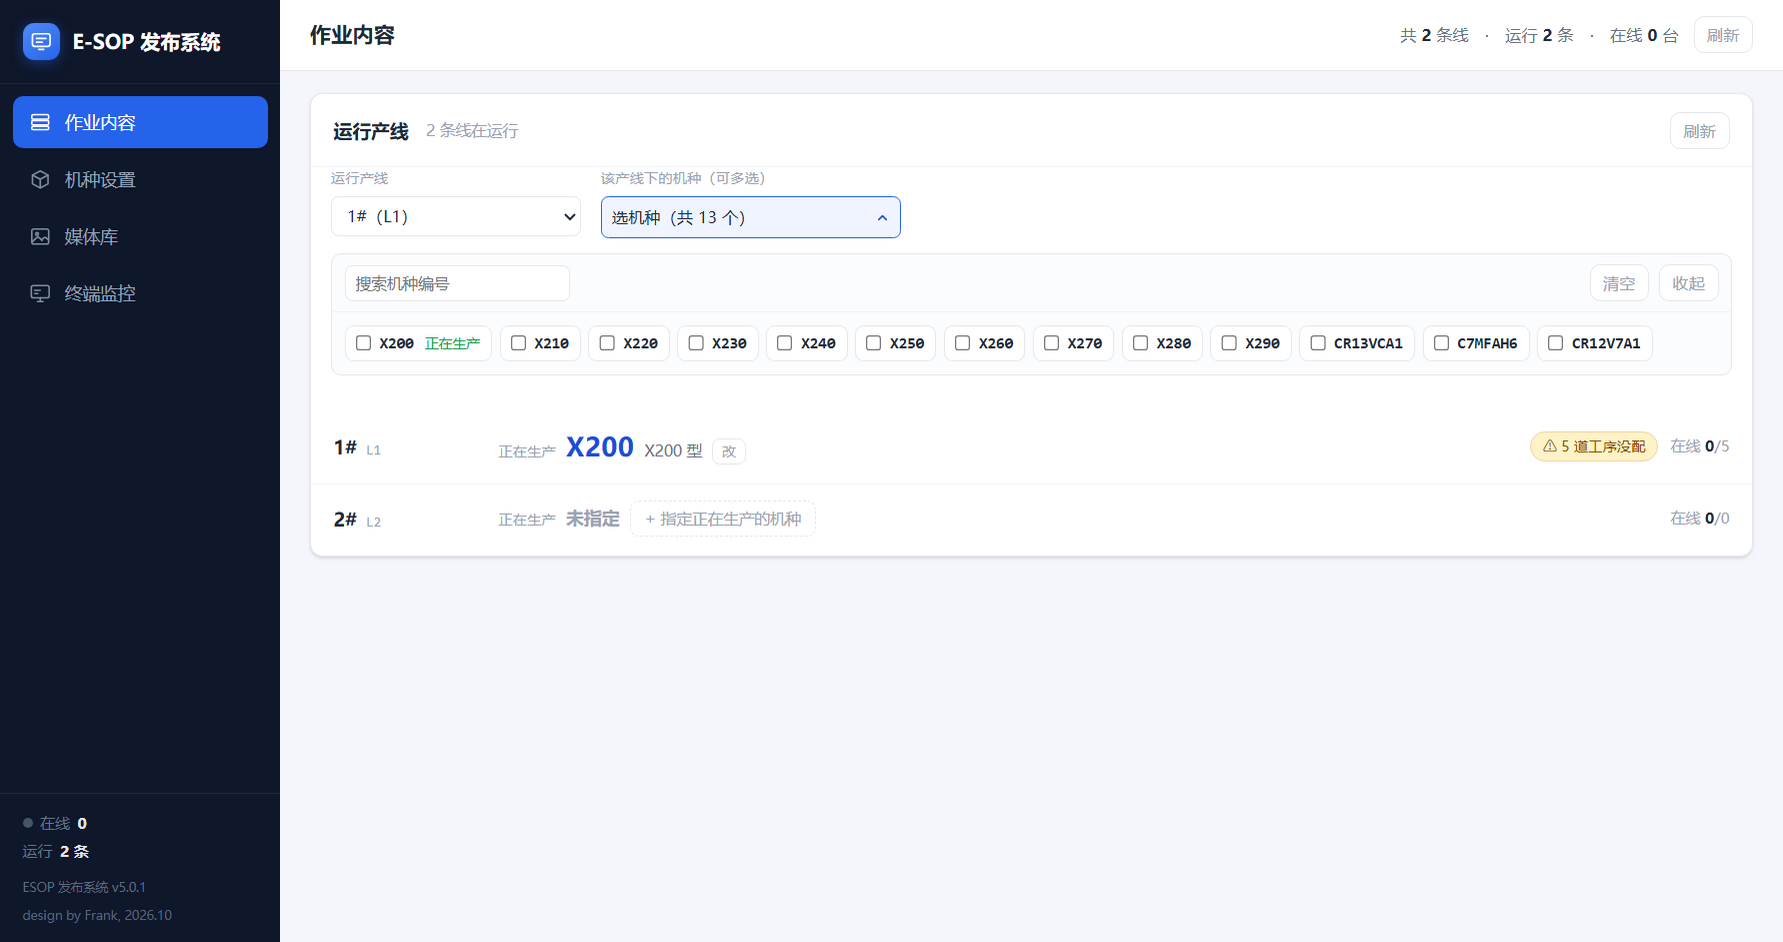 E-SOP 发布系统
作业内容
机种设置
媒体库
终端监控
在线 0
运行 2 条
ESOP 发布系统 v5.0.1
design by Frank, 2026.10
作业内容
共 2 条线 · 运行 2 条 · 在线 0 台 刷新
运行产线 2 条线在运行 刷新
运行产线 该产线下的机种（可多选）
1#（L1） 选机种（共 13 个）
搜索机种编号 清空 收起
X200 正在生产 X210 X220 X230 X240 X250 X260 X270 X280 X290 CR13VCA1 C7MFAH6 CR12V7A1
1# L1 正在生产 X200 X200 型 改 ⚠ 5 道工序没配 在线 0/5
2# L2 正在生产 未指定 + 指定正在生产的机种 在线 0/0